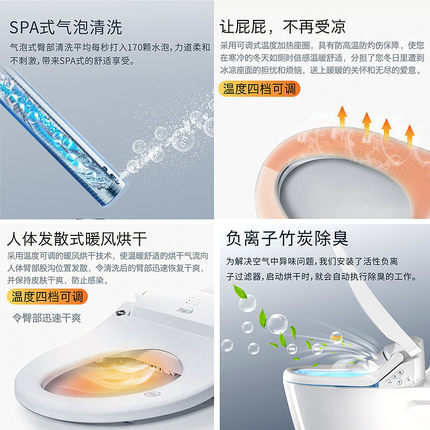 SPA式气泡清洗
气泡式臀部清洗平均每秒打入170颗水泡，力道柔和
不刺激，带来SPA式的舒适享受。
让屁屁，不再受凉
采用可调式温度加热座圈，具有防高温防灼伤保障，使您
在寒冷的冬天如厕时倍感温暖舒适，分担了您冬日里遭到
冰凉座面的担忧和烦恼，送上暖暖的关怀和无尽的爱意。
温度四档可调
人体发散式暖风烘干
采用温度可调的暖风烘干技术，使温暖舒适的烘干气流向
人体臀部股沟位置发散，令清洗后的臀部迅速恢复干爽，
并保持皮肤干爽，防止感染。
温度四档可调
令臀部迅速干爽
负离子竹炭除臭
为解决空气中异味问题，我们安装了活性负离
子过滤器，启动烘干时，就会自动执行除臭的工作。